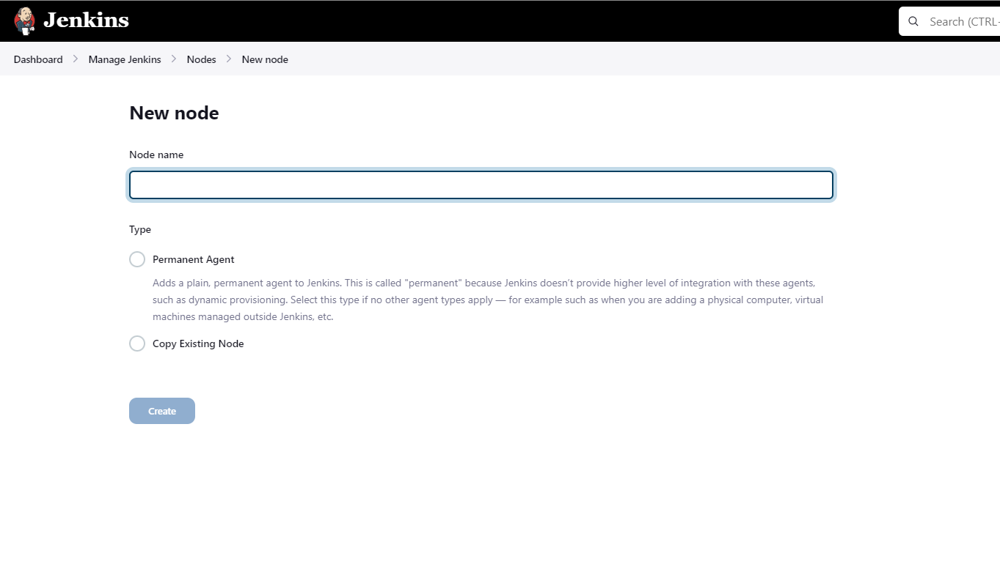 Jenkins
Search (CTRL-
Dashboard > Manage Jenkins > Nodes > New node
New node
Node name
Type
Permanent Agent
Adds a plain, permanent agent to Jenkins. This is called "permanent" because Jenkins doesn’t provide higher level of integration with these agents,
such as dynamic provisioning. Select this type if no other agent types apply — for example such as when you are adding a physical computer, virtual
machines managed outside Jenkins, etc.
Copy Existing Node
Create